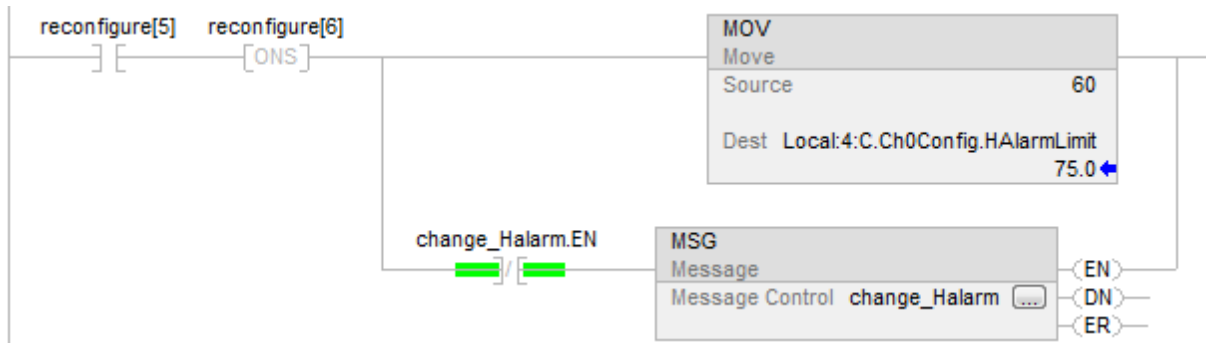 reconfigure[5] reconfigure[6]
ONS
MOV
Move
Source 60
Dest Local:4:C.Ch0Config.HAlarmLimit
75.0
change_Halarm.EN
MSG
Message
Message Control change_Halarm ...
EN
DN
ER